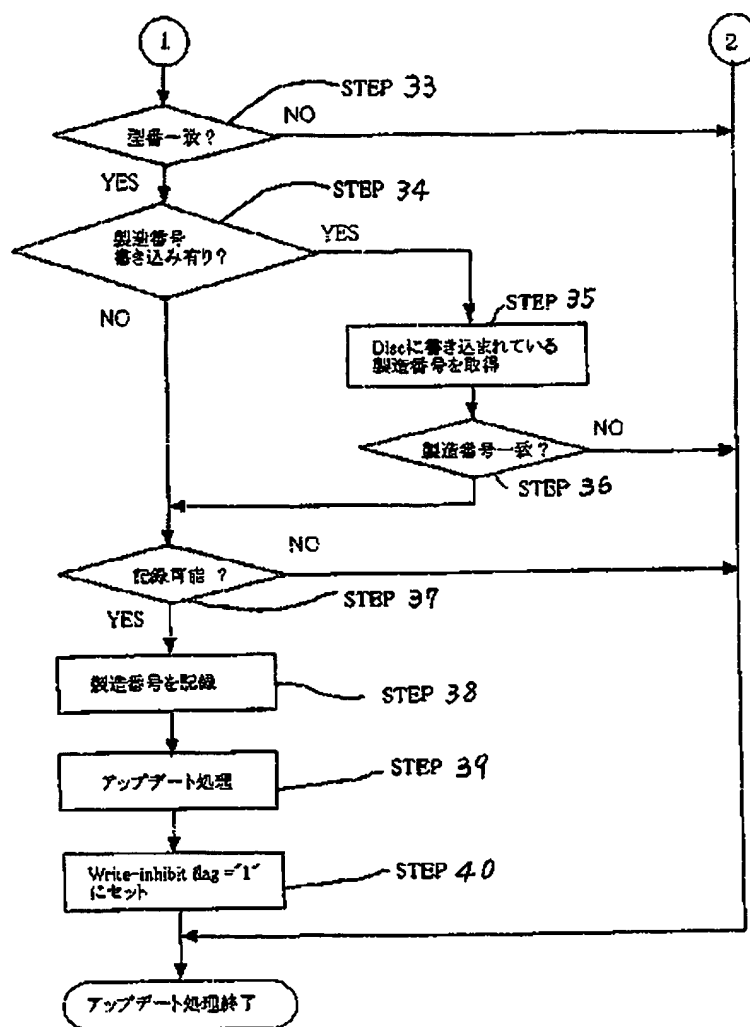 1
2
STEP 33
型番一致?
NO
YES
STEP 34
製造番号
書き込み有り?
YES
NO
STEP 35
Discに書き込まれている
製造番号を取得
製造番号一致?
NO
STEP 36
記録可能 ?
NO
STEP 37
YES
製造番号を記録
STEP 38
アップデート処理
STEP 39
Write-inhibit flag ="1"
にセット
STEP 40
アップデート処理終了